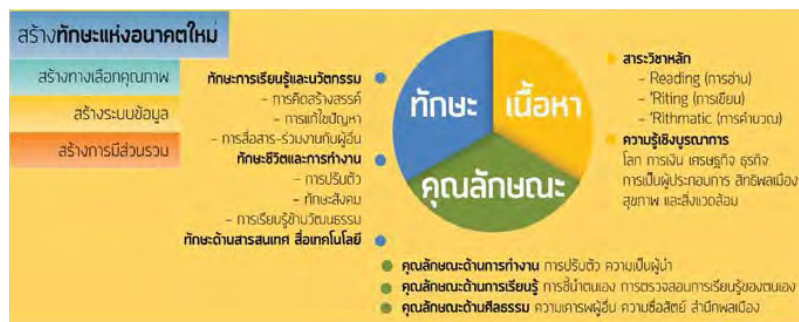 สร้างทักษะแห่งอนาคตใหม่
สร้างทางเลือกคุณภาพ
สร้างระบบข้อมูล
สร้างการมีส่วนรวม
ทักษะการเรียนรู้และนวัตกรรม
– การคิดสร้างสรรค์
– การแก้ไขปัญหา
– การสื่อสาร-ร่วมงานกับผู้อื่น
ทักษะชีวิตและการทำงาน
– การปรับตัว
– ทักษะสังคม
– การเรียนรู้ข้ามวัฒนธรรม
ทักษะด้านสารสนเทศ สื่อเทคโนโลยี
ทักษะ
เนื้อหา
คุณลักษณะ
สาระวิชาหลัก
– Reading (การอ่าน)
– 'Riting (การเขียน)
– 'Rithmatic (การคำนวณ)
ความรู้เชิงบูรณาการ
โลก การเงิน เศรษฐกิจ ธุรกิจ
การเป็นผู้ประกอบการ สิทธิพลเมือง
สุขภาพ และสิ่งแวดล้อม
คุณลักษณะด้านการทำงาน การปรับตัว ความเป็นผู้นำ
คุณลักษณะด้านการเรียนรู้ การชี้นำตนเอง การตรวจสอบการเรียนรู้ของตนเอง
คุณลักษณะด้านศีลธรรม ความเคารพผู้อื่น ความซื่อสัตย์ สำนึกพลเมือง